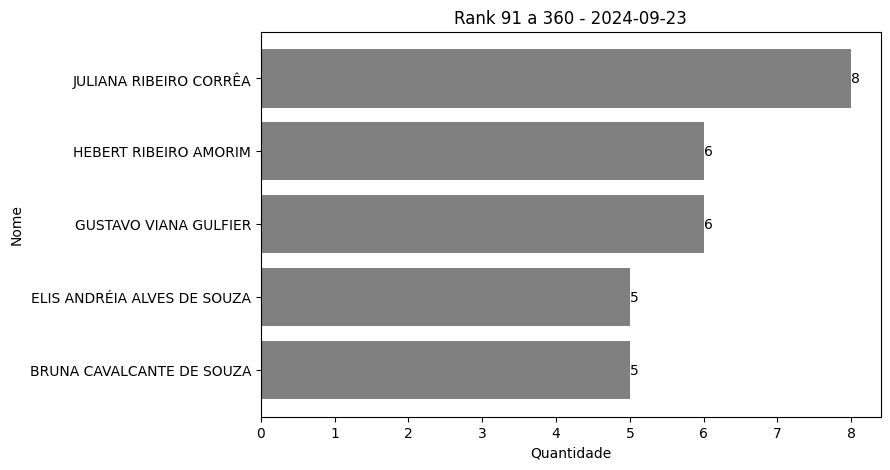 Rank 91 a 360 - 2024-09-23
JULIANA RIBEIRO CORRÊA
8
HEBERT RIBEIRO AMORIM
6
GUSTAVO VIANA GULFIER
6
ELIS ANDRÉIA ALVES DE SOUZA
5
BRUNA CAVALCANTE DE SOUZA
5
Nome
0 1 2 3 4 5 6 7 8
Quantidade